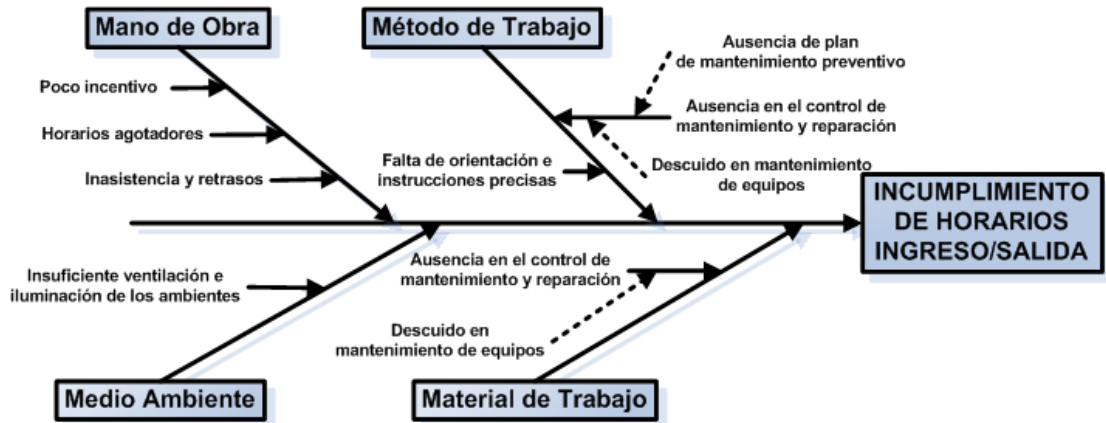 Mano de Obra
Método de Trabajo
Ausencia de plan
de mantenimiento preventivo
Poco incentivo
Ausencia en el control de
mantenimiento y reparación
Horarios agotadores
Falta de orientación e
instrucciones precisas
Descuido en mantenimiento
de equipos
Inasistencia y retrasos
INCUMPLIMIENTO
DE HORARIOS
INGRESO/SALIDA
Insuficiente ventilación e
iluminación de los ambientes
Ausencia en el control de
mantenimiento y reparación
Descuido en
mantenimiento de equipos
Medio Ambiente
Material de Trabajo